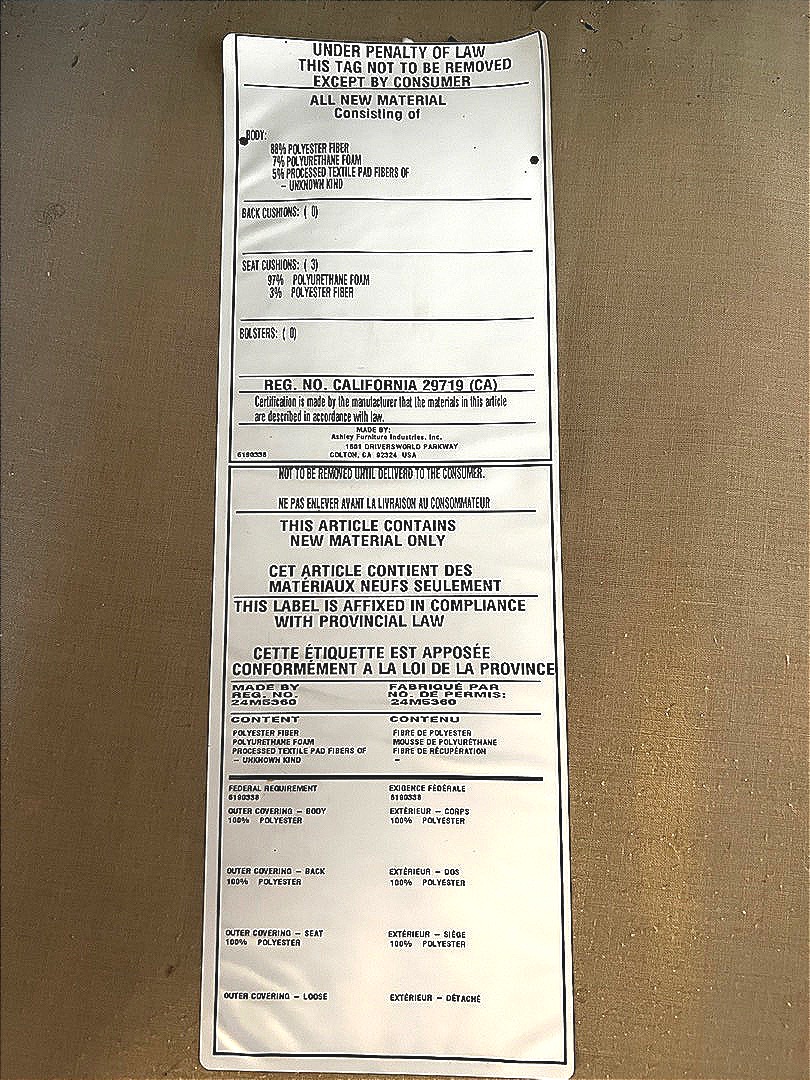 UNDER PENALTY OF LAW
THIS TAG NOT TO BE REMOVED
EXCEPT BY CONSUMER
ALL NEW MATERIAL
Consisting of
BODY:
88% POLYESTER FIBER
7% POLYURETHANE FOAM
5% PROCESSED TEXTILE PAD FIBERS OF
– UNKNOWN KIND
BACK CUSHIONS: ( 0)
SEAT CUSHIONS: ( 3)
97% POLYURETHANE FOAM
3% POLYESTER FIBER
BOLSTERS: ( 0)
REG. NO. CALIFORNIA 29719 (CA)
Certification is made by the manufacturer that the materials in this article
are described in accordance with law.
MADE BY:
Ashley Furniture Industries, Inc.
1601 DRIVERSWORLD PARKWAY
6190338 COLTON, CA 92324 USA
NOT TO BE REMOVED UNTIL DELIVERD TO THE CONSUMER.
NE PAS ENLEVER AVANT LA LIVRAISON AU CONSOMMATEUR
THIS ARTICLE CONTAINS
NEW MATERIAL ONLY
CET ARTICLE CONTIENT DES
MATÉRIAUX NEUFS SEULEMENT
THIS LABEL IS AFFIXED IN COMPLIANCE
WITH PROVINCIAL LAW
CETTE ÉTIQUETTE EST APPOSÉE
CONFORMÉMENT A LA LOI DE LA PROVINCE
MADE BY FABRIQUÉ PAR
REG. NO. NO. DE PERMIS:
24M5360 24M5360
CONTENT CONTENU
POLYESTER FIBER FIBRE DE POLYESTER
POLYURETHANE FOAM MOUSSE DE POLYURÉTHANE
PROCESSED TEXTILE PAD FIBERS OF FIBRE DE RÉCUPÉRATION
– UNKNOWN KIND –
FEDERAL REQUIREMENT EXIGENCE FÉDÉRALE
6190338 6190338
OUTER COVERING – BODY EXTÉRIEUR – CORPS
100% POLYESTER 100% POLYESTER
OUTER COVERING – BACK EXTÉRIEUR – DOS
100% POLYESTER 100% POLYESTER
OUTER COVERING – SEAT EXTÉRIEUR – SIÈGE
100% POLYESTER 100% POLYESTER
OUTER COVERING – LOOSE EXTÉRIEUR – DÉTACHÉ